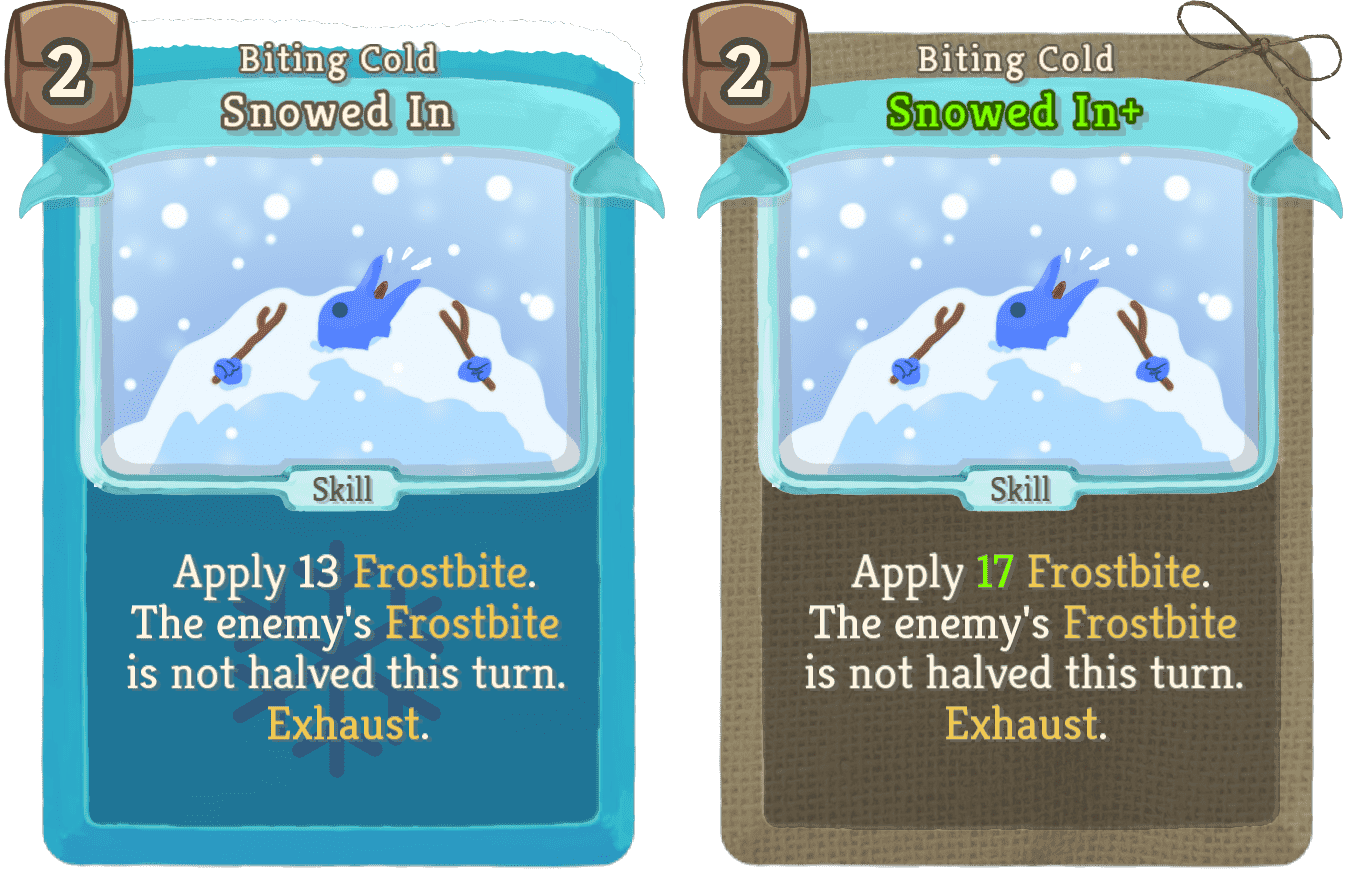 2
Biting Cold
Snowed In
Skill
Apply 13 Frostbite.
The enemy's Frostbite
is not halved this turn.
Exhaust.
2
Biting Cold
Snowed In+
Skill
Apply 17 Frostbite.
The enemy's Frostbite
is not halved this turn.
Exhaust.